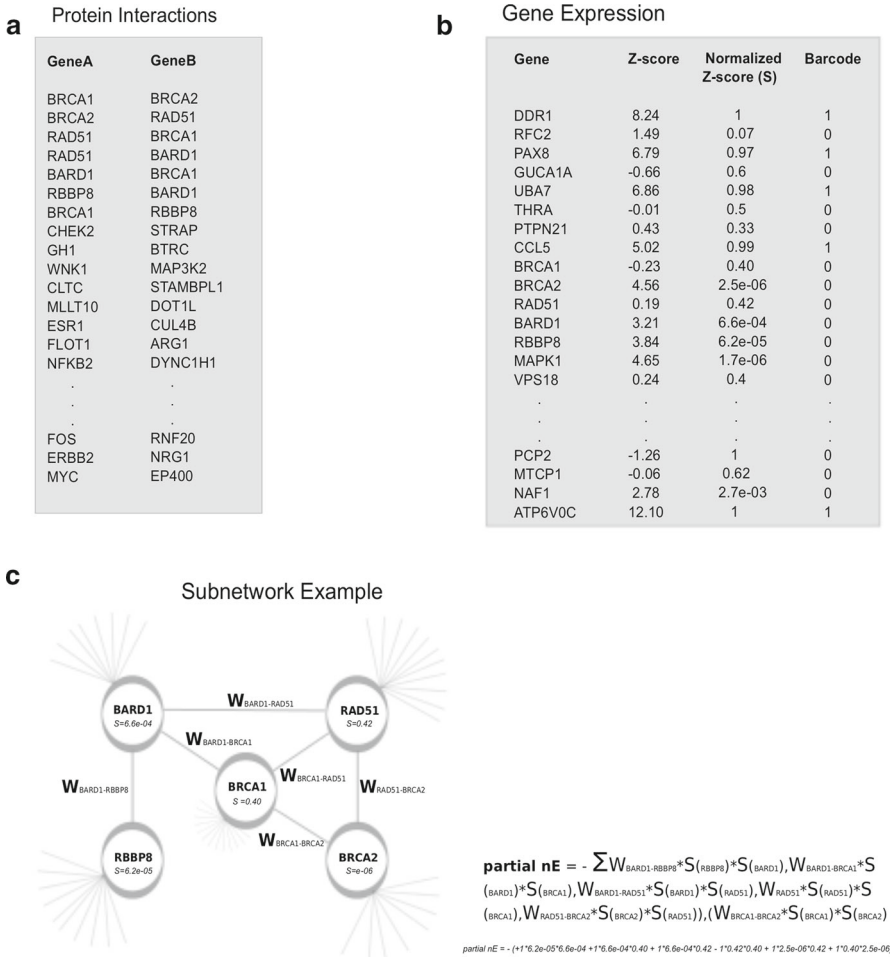 a
Protein Interactions
GeneA GeneB
BRCA1 BRCA2
BRCA2 RAD51
RAD51 BRCA1
RAD51 BARD1
BARD1 BRCA1
RBBP8 BARD1
BRCA1 RBBP8
CHEK2 STRAP
GH1 BTRC
WNK1 MAP3K2
CLTC STAMBPL1
MLLT10 DOT1L
ESR1 CUL4B
FLOT1 ARG1
NFKB2 DYNC1H1
. .
. .
. .
FOS RNF20
ERBB2 NRG1
MYC EP400
b
Gene Expression
Gene Z-score Normalized Barcode
Z-score (S)
DDR1 8.24 1 1
RFC2 1.49 0.07 0
PAX8 6.79 0.97 1
GUCA1A -0.66 0.6 0
UBA7 6.86 0.98 1
THRA -0.01 0.5 0
PTPN21 0.43 0.33 0
CCL5 5.02 0.99 1
BRCA1 -0.23 0.40 0
BRCA2 4.56 2.5e-06 0
RAD51 0.19 0.42 0
BARD1 3.21 6.6e-04 0
RBBP8 3.84 6.2e-05 0
MAPK1 4.65 1.7e-06 0
VPS18 0.24 0.4 0
. . . .
. . . .
. . . .
PCP2 -1.26 1 0
MTCP1 -0.06 0.62 0
NAF1 2.78 2.7e-03 0
ATP6V0C 12.10 1 1
c
Subnetwork Example
BARD1
S=6.6e-04
WBARD1-RAD51
RAD51
S=0.42
WBARD1-BRCA1
WBARD1-RBBP8
BRCA1
S =0.40
WBRCA1-RAD51
WRAD51-BRCA2
WBRCA1-BRCA2
RBBP8
S=6.2e-05
BRCA2
S=e-06
partial nE = - ΣWBARD1-RBBP8*S(RBBP8)*S(BARD1),WBARD1-BRCA1*S
(BARD1)*S(BRCA1),WBARD1-RAD51*S(BARD1)*S(RAD51),WRAD51*S(RAD51)*S
(BRCA1),WRAD51-BRCA2*S(BRCA2)*S(RAD51)),(WBRCA1-BRCA2*S(BRCA1)*S(BRCA2)
partial nE = - (+1*6.2e-05*6.6e-04 +1*6.6e-04*0.40 + 1*6.6e-04*0.42 - 1*0.42*0.40 + 1*2.5e-06*0.42 + 1*0.40*2.5e-06